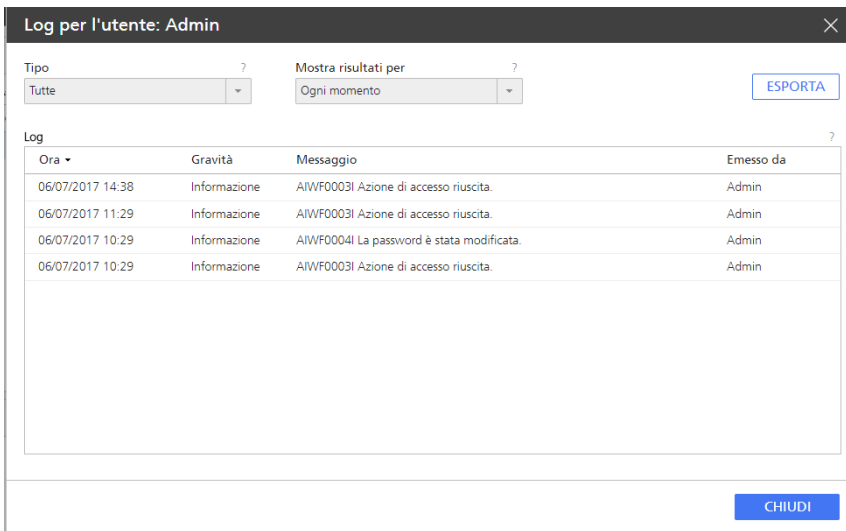 Log per l'utente: Admin
Tipo ? Mostra risultati per ?
Tutte Ogni momento ESPORTA
Log ?
Ora Gravità Messaggio Emesso da
06/07/2017 14:38 Informazione AIWF0003I Azione di accesso riuscita. Admin
06/07/2017 11:29 Informazione AIWF0003I Azione di accesso riuscita. Admin
06/07/2017 10:29 Informazione AIWF0004I La password è stata modificata. Admin
06/07/2017 10:29 Informazione AIWF0003I Azione di accesso riuscita. Admin
CHIUDI